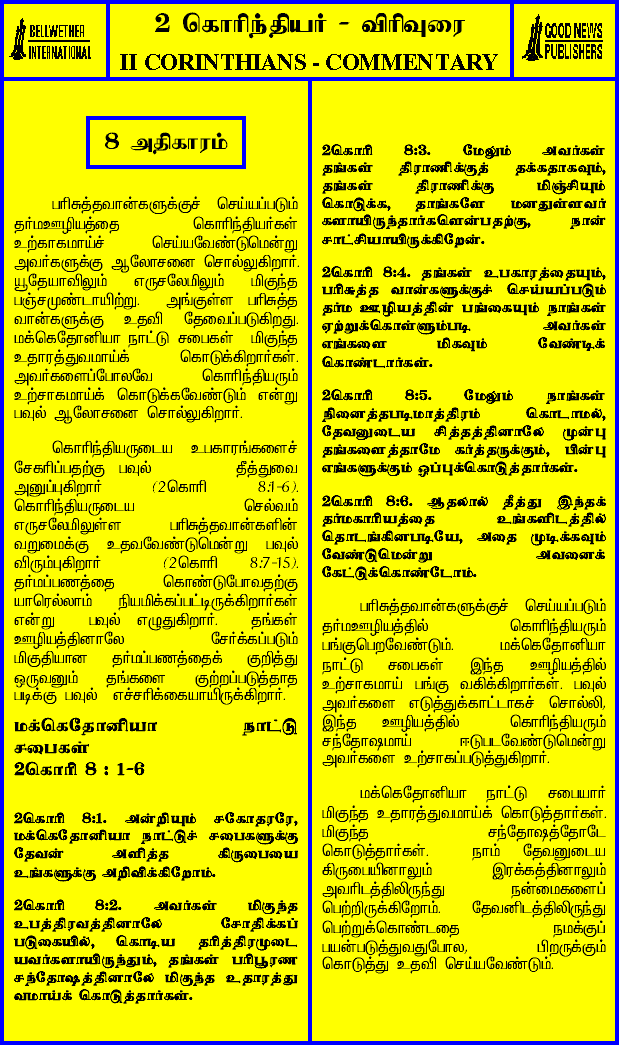 BELLWETHER
INTERNATIONAL
2 கொரிந்தியர் - விரிவுரை
II CORINTHIANS - COMMENTARY
GOOD NEWS
PUBLISHERS
8 அதிகாரம்
பரிசுத்தவான்களுக்குச் செய்யப்படும்
தர்மஊழியத்தை கொரிந்தியர்கள்
உற்காகமாய்ச் செய்யவேண்டுமென்று
அவர்களுக்கு ஆலோசனை சொல்லுகிறார்.
யூதேயாவிலும் எருசலேமிலும் மிகுந்த
பஞ்சமுண்டாயிற்று. அங்குள்ள பரிசுத்த
வான்களுக்கு உதவி தேவைப்படுகிறது.
மக்கெதோனியா நாட்டு சபைகள் மிகுந்த
உதாரத்துவமாய்க் கொடுக்கிறார்கள்.
அவர்களைப்போலவே கொரிந்தியரும்
உற்சாகமாய்க் கொடுக்கவேண்டும் என்று
பவுல் ஆலோசனை சொல்லுகிறார்.
கொரிந்தியருடைய உபகாரங்களைச்
சேகரிப்பதற்கு பவுல் தீத்துவை
அனுப்புகிறார் (2கொரி 8:1-6).
கொரிந்தியருடைய செல்வம்
எருசலேமிலுள்ள பரிசுத்தவான்களின்
வறுமைக்கு உதவவேண்டுமென்று பவுல்
விரும்புகிறார் (2கொரி 8:7-15).
தர்மப்பணத்தை கொண்டுபோவதற்கு
யாரெல்லாம் நியமிக்கப்பட்டிருக்கிறார்கள்
என்று பவுல் எழுதுகிறார். தங்கள்
ஊழியத்தினாலே சேர்க்கப்படும்
மிகுதியான தர்மப்பணத்தைக் குறித்து
ஒருவனும் தங்களை குற்றப்படுத்தாத
படிக்கு பவுல் எச்சரிக்கையாயிருக்கிறார்.
மக்கெதோனியா நாட்டு
சபைகள்
2கொரி 8 : 1-6
2கொரி 8:1. அன்றியும் சகோதரரே,
மக்கெதோனியா நாட்டுச் சபைகளுக்கு
தேவன் அளித்த கிருபையை
உங்களுக்கு அறிவிக்கிறோம்.
2கொரி 8:2. அவர்கள் மிகுந்த
உபத்திரவத்தினாலே சோதிக்கப்
படுகையில், கொடிய தரித்திரமுடை
யவர்களாயிருந்தும், தங்கள் பரிபூரண
சந்தோஷத்தினாலே மிகுந்த உதாரத்து
வமாய்க் கொடுத்தார்கள்.
2கொரி 8:3. மேலும் அவர்கள்
தங்கள் திராணிக்குத் தக்கதாகவும்,
தங்கள் திராணிக்கு மிஞ்சியும்
கொடுக்க, தாங்களே மனதுள்ளவர்
களாயிருந்தார்களென்பதற்கு, நான்
சாட்சியாயிருக்கிறேன்.
2கொரி 8:4. தங்கள் உபகாரத்தையும்,
பரிசுத்த வான்களுக்குச் செய்யப்படும்
தர்ம ஊழியத்தின் பங்கையும் நாங்கள்
ஏற்றுக்கொள்ளும்படி அவர்கள்
எங்களை மிகவும் வேண்டிக்
கொண்டார்கள்.
2கொரி 8:5. மேலும் நாங்கள்
நினைத்தபடிமாத்திரம் கொடாமல்,
தேவனுடைய சித்தத்தினாலே முன்பு
தங்களைத்தாமே கர்த்தருக்கும், பின்பு
எங்களுக்கும் ஒப்புக்கொடுத்தார்கள்.
2கொரி 8:6. ஆதலால் தீத்து இந்தக்
தர்மகாரியத்தை உங்களிடத்தில்
தொடங்கினபடியே, அதை முடிக்கவும்
வேண்டுமென்று அவனைக்
கேட்டுக்கொண்டோம்.
பரிசுத்தவான்களுக்குச் செய்யப்படும்
தர்மஊழியத்தில் கொரிந்தியரும்
பங்குபெறவேண்டும். மக்கெதோனியா
நாட்டு சபைகள் இந்த ஊழியத்தில்
உற்சாகமாய் பங்கு வகிக்கிறார்கள். பவுல்
அவர்களை எடுத்துக்காட்டாகச் சொல்லி,
இந்த ஊழியத்தில் கொரிந்தியரும்
சந்தோஷமாய் ஈடுபடவேண்டுமென்று
அவர்களை உற்சாகப்படுத்துகிறார்.
மக்கெதோனியா நாட்டு சபையார்
மிகுந்த உதாரத்துவமாய்க் கொடுத்தார்கள்.
மிகுந்த சந்தோஷத்தோடே
கொடுத்தார்கள். நாம் தேவனுடைய
கிருபையினாலும் இரக்கத்தினாலும்
அவரிடத்திலிருந்து நன்மைகளைப்
பெற்றிருக்கிறோம். தேவனிடத்திலிருந்து
பெற்றுக்கொண்டதை நமக்குப்
பயன்படுத்துவதுபோல, பிறருக்கும்
கொடுத்து உதவி செய்யவேண்டும்.